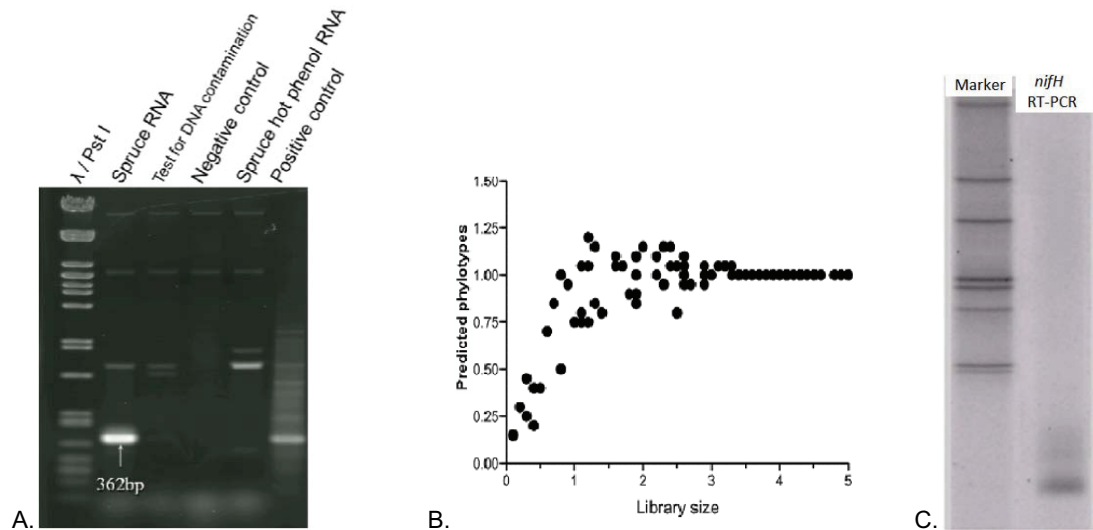 λ / Pst I
Spruce RNA
Test for DNA contamination
Negative control
Spruce hot phenol RNA
Positive control
362bp
A.
Predicted phylotypes
1.50
1.25
1.00
0.75
0.50
0.25
0.00
0 1 2 3 4 5
Library size
B.
Marker
nifH
RT-PCR
C.